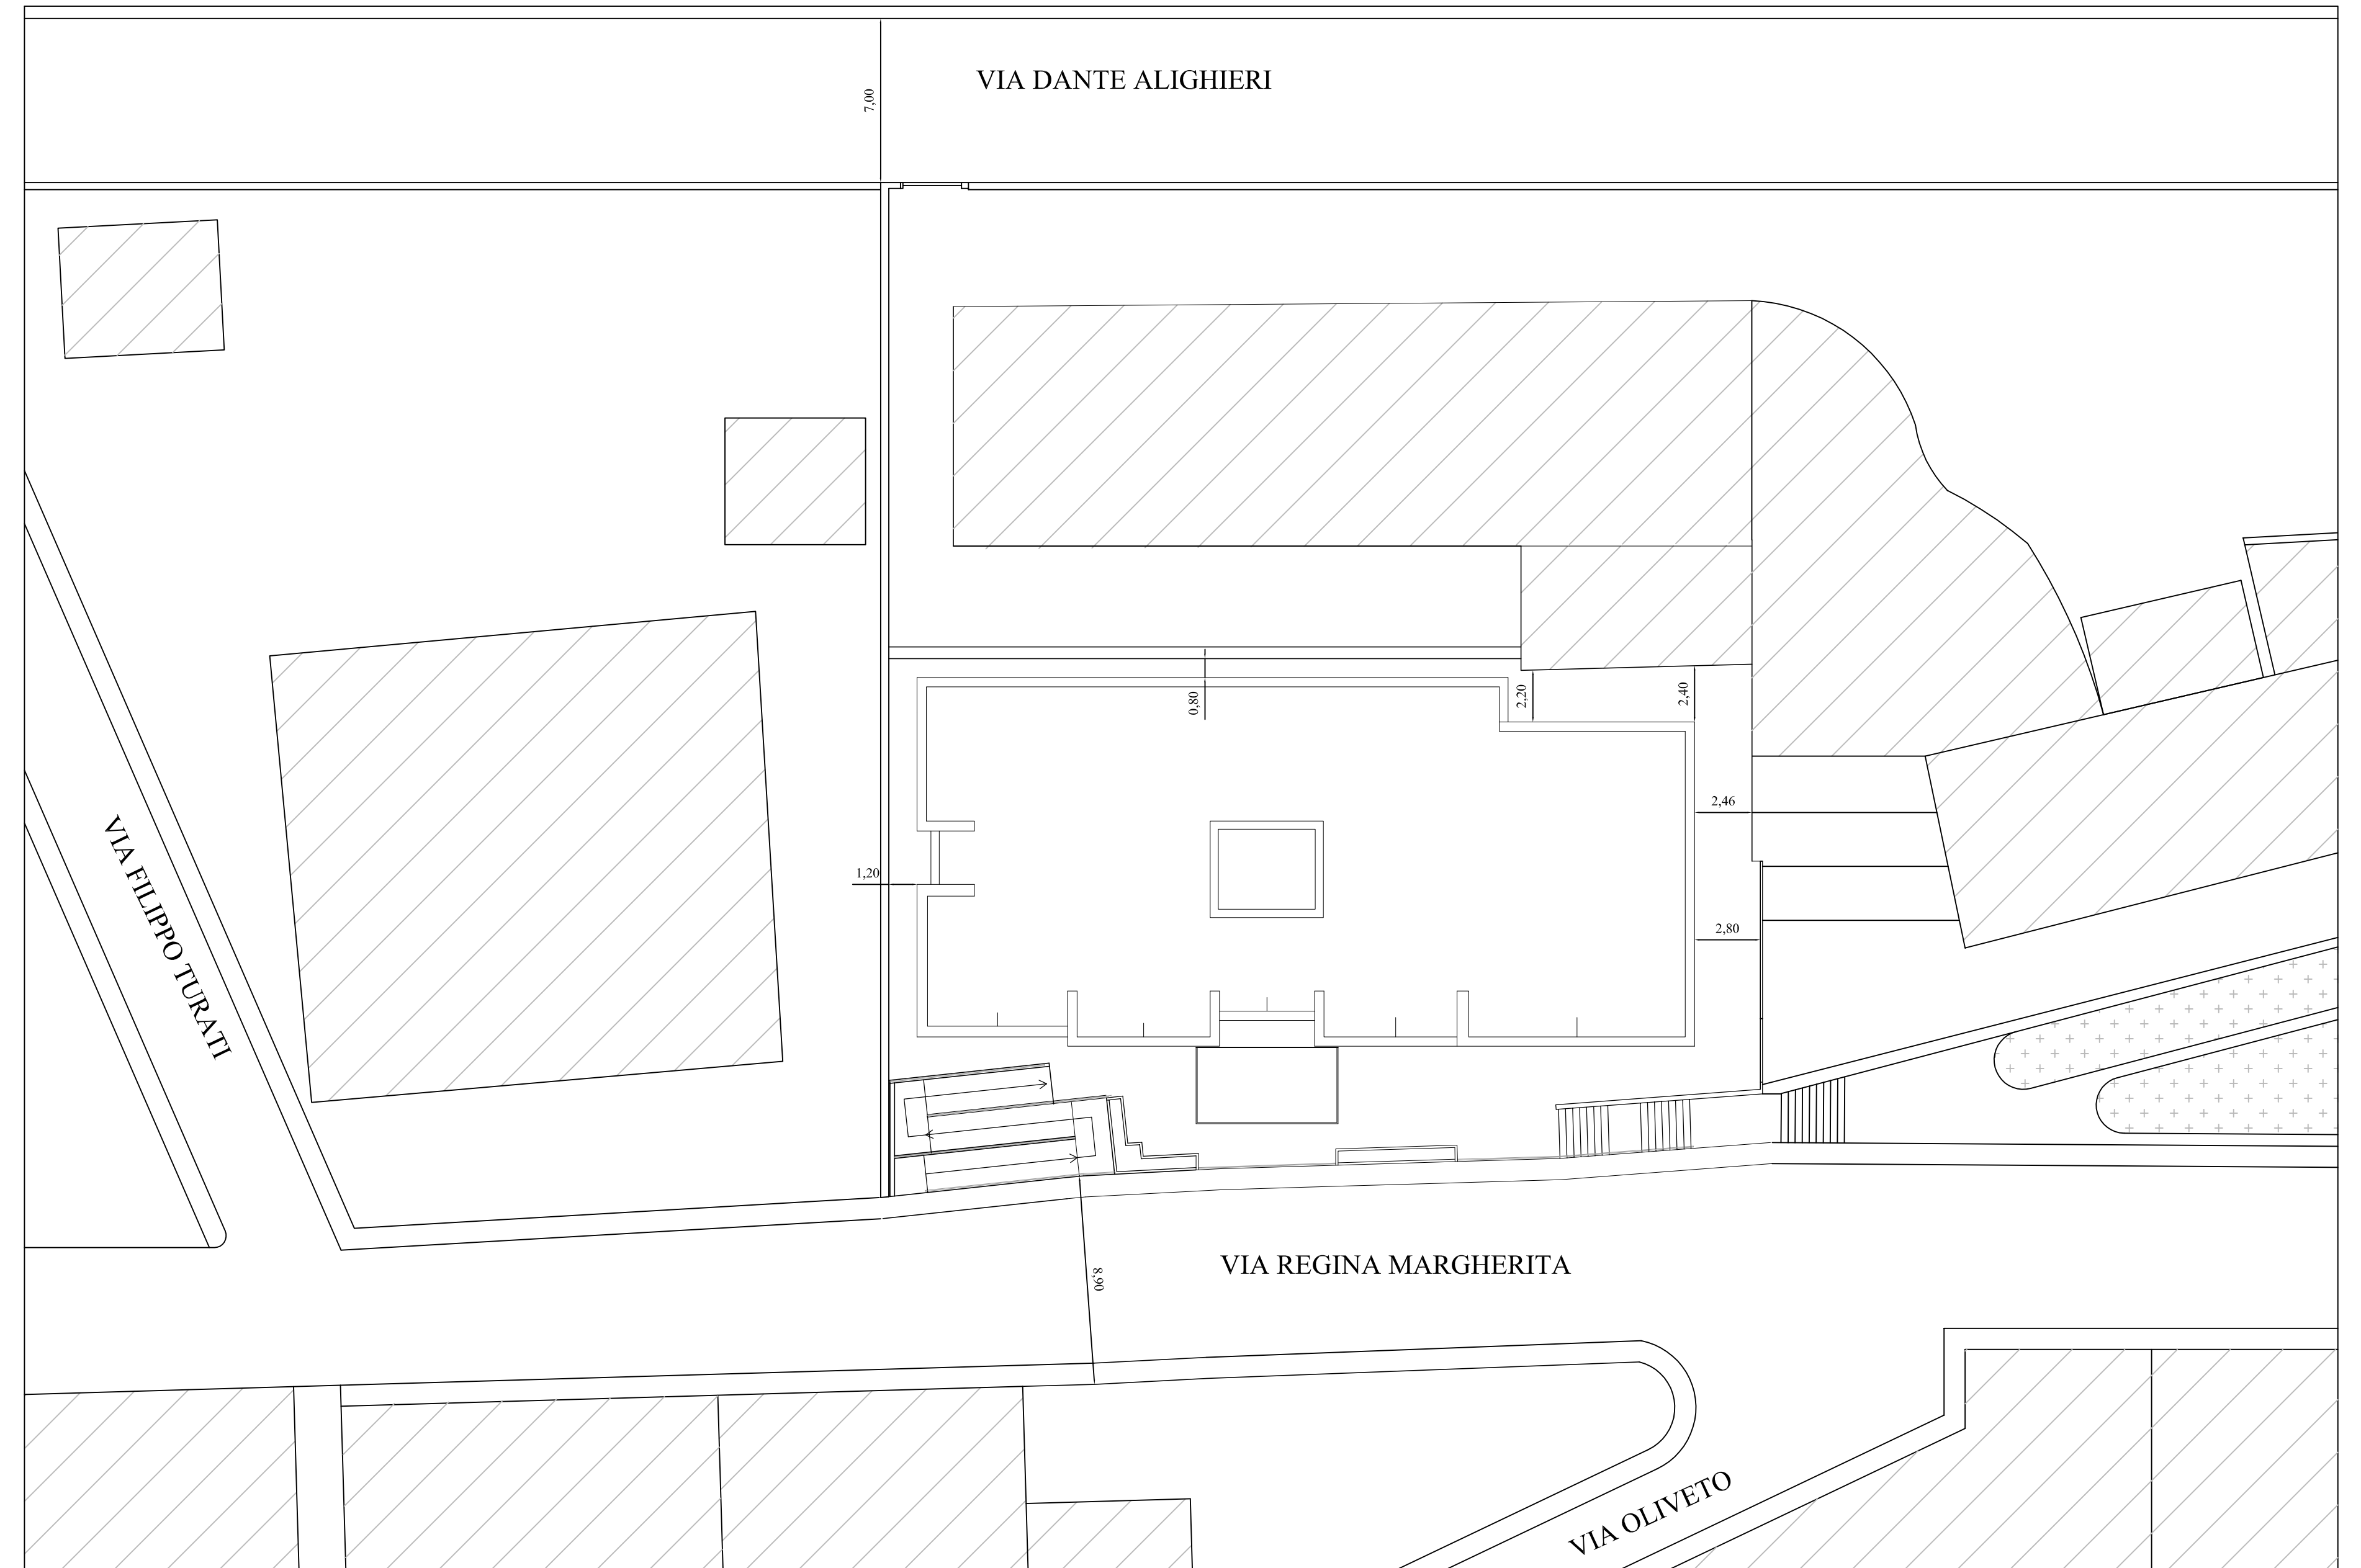 VIA DANTE ALIGHIERI
7,00
0,80
2,20
2,40
2,46
1,20
2,80
VIA FILIPPO TURATI
VIA REGINA MARGHERITA
8,90
VIA OLIVETO